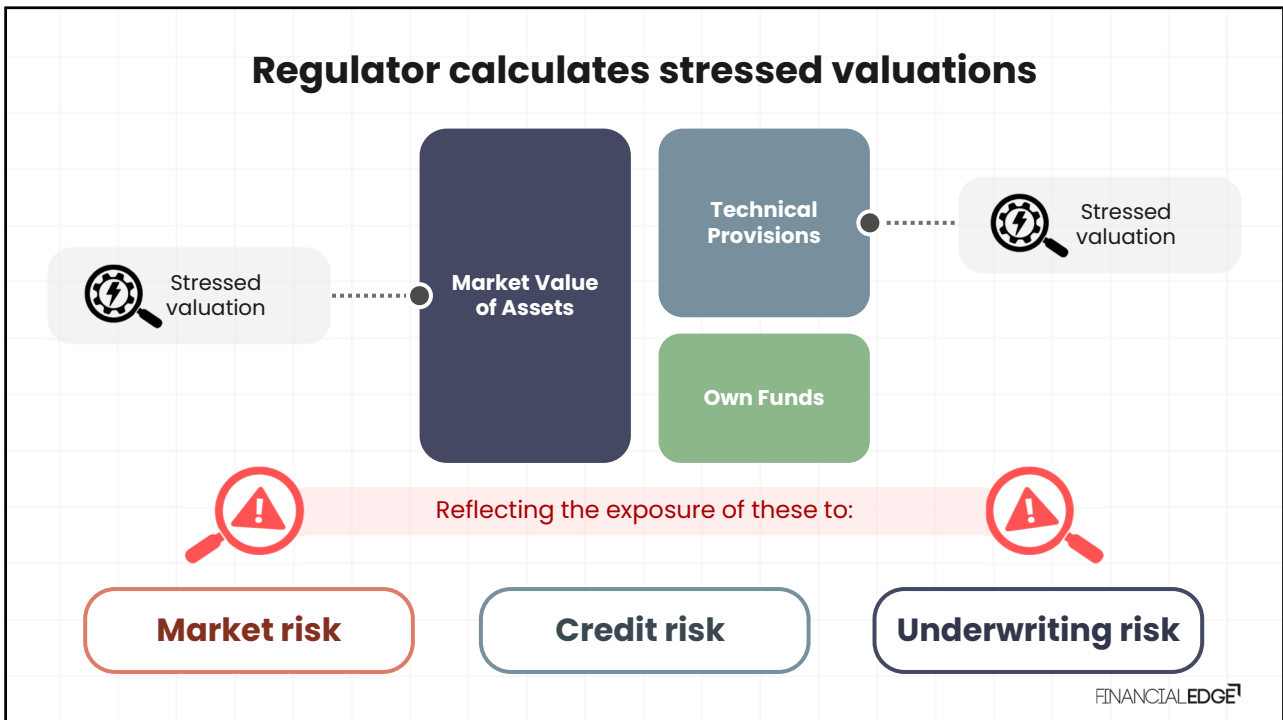 Regulator calculates stressed valuations
Stressed
valuation
Market Value
of Assets
Technical
Provisions
Own Funds
Stressed
valuation
Reflecting the exposure of these to:
Market risk
Credit risk
Underwriting risk
FINANCIALEDGE